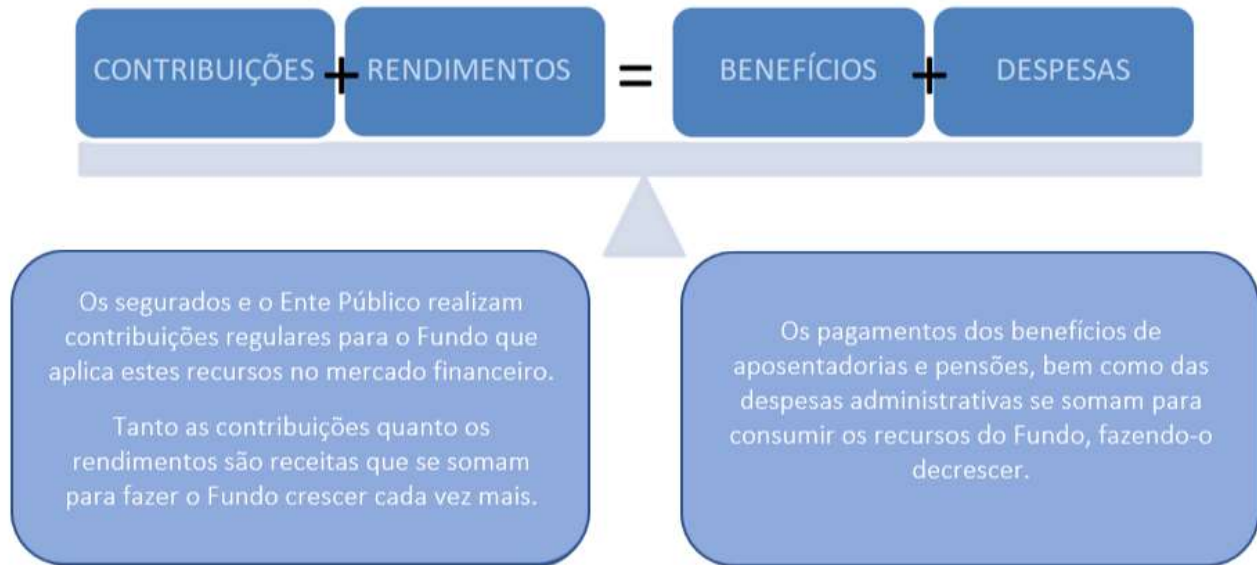 CONTRIBUIÇÕES + RENDIMENTOS = BENEFÍCIOS + DESPESAS
Os segurados e o Ente Público realizam
contribuições regulares para o Fundo que
aplica estes recursos no mercado financeiro.
Tanto as contribuições quanto os
rendimentos são receitas que se somam
para fazer o Fundo crescer cada vez mais.
Os pagamentos dos benefícios de
aposentadorias e pensões, bem como das
despesas administrativas se somam para
consumir os recursos do Fundo, fazendo-o
decrescer.